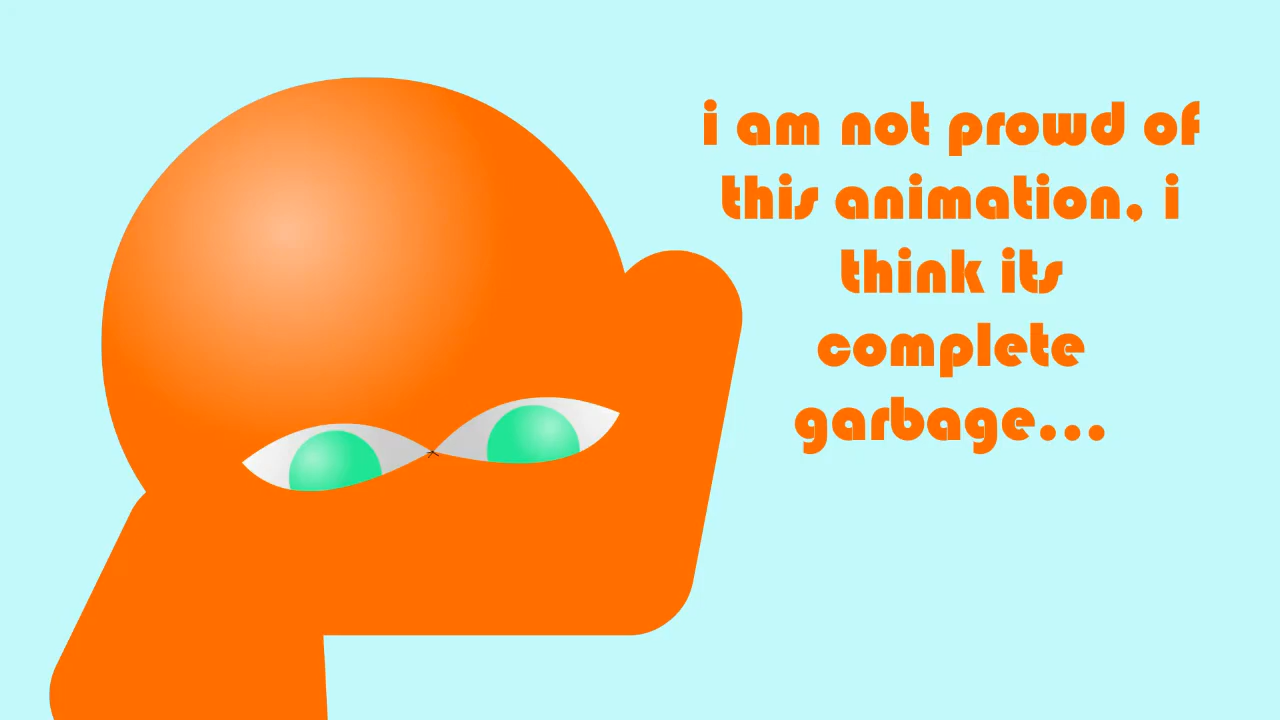 i am not prowd of
this animation, i
think its
complete
garbage...